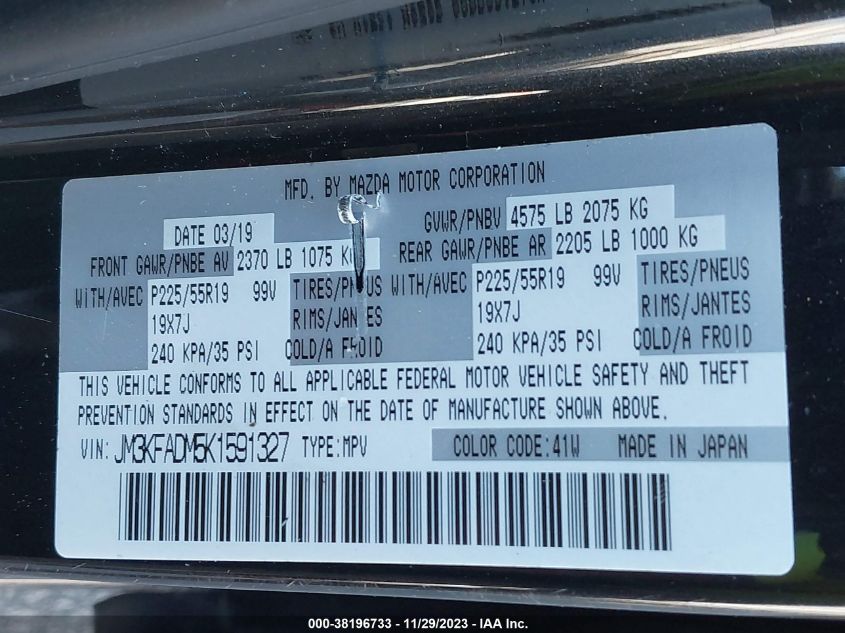 MFD. BY MAZDA MOTOR CORPORATION
DATE 03/19 GVWR/PNBV 4575 LB 2075 KG
FRONT GAWR/PNBE AV 2370 LB 1075 KG REAR GAWR/PNBE AR 2205 LB 1000 KG
WITH/AVEC P225/55R19 99V TIRES/PNEUS WITH/AVEC P225/55R19 99V TIRES/PNEUS
19X7J RIMS/JANTES 19X7J RIMS/JANTES
240 KPA/35 PSI COLD/A FROID 240 KPA/35 PSI COLD/A FROID
THIS VEHICLE CONFORMS TO ALL APPLICABLE FEDERAL MOTOR VEHICLE SAFETY AND THEFT
PREVENTION STANDARDS IN EFFECT ON THE DATE OF MANUFACTURE SHOWN ABOVE.
VIN: JM3KFADM5K1591327 TYPE:MPV COLOR CODE:41W MADE IN JAPAN
000-38196733 - 11/29/2023 - IAA Inc.